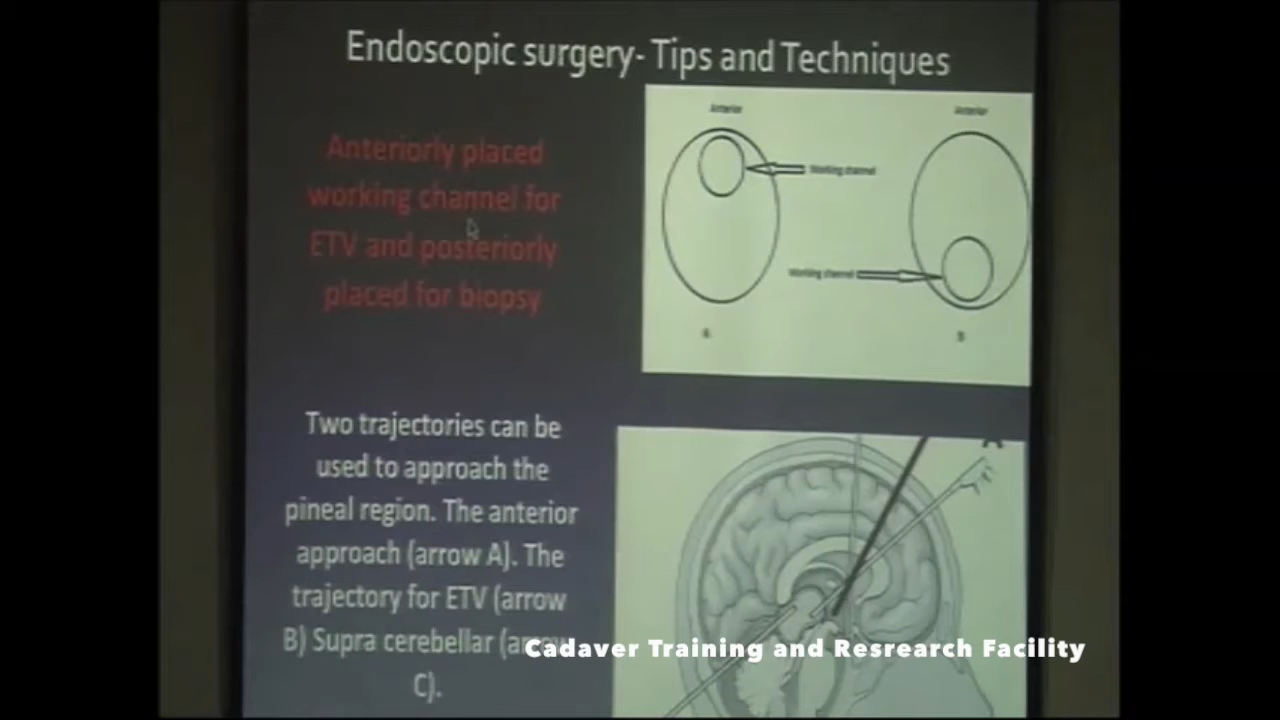 Endoscopic surgery- Tips and Techniques
Anteriorly placed
working channel for
ETV and posteriorly
placed for biopsy
Anterior
Anterior
Working channel
Working channel
Two trajectories can be
used to approach the
pineal region. The anterior
approach (arrow A). The
trajectory for ETV (arrow
B) Supra cerebellar (arrow
C).
A
Cadaver Training and Resrearch Facility